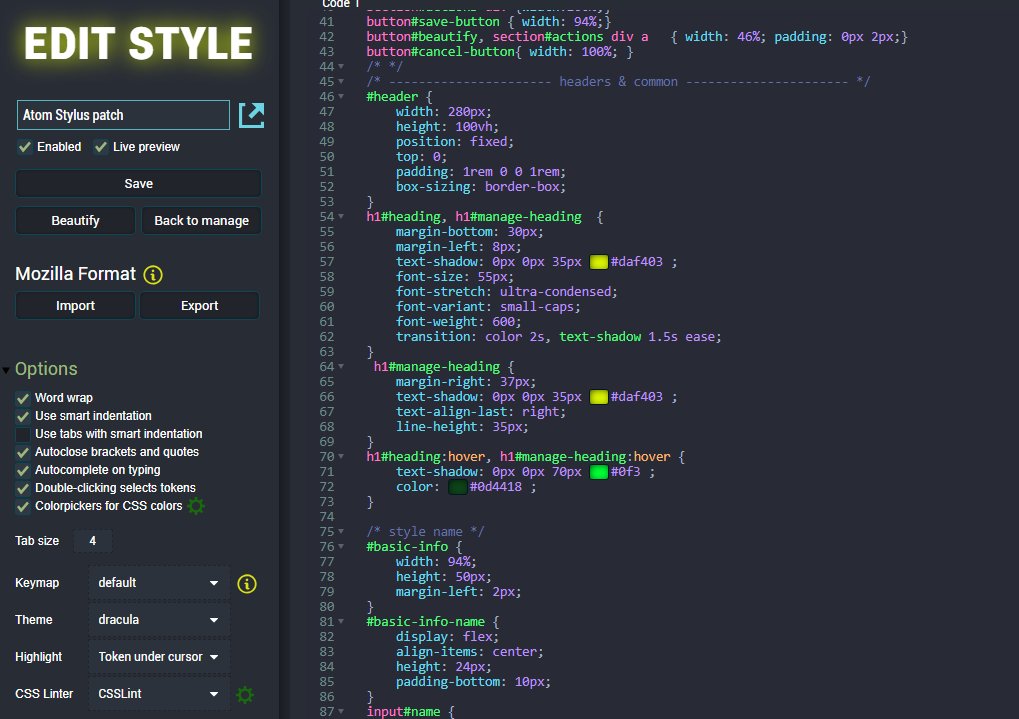 EDIT STYLE
Atom Stylus patch
Enabled Live preview
Save
Beautify Back to manage
Mozilla Format
Import Export
Options
Word wrap
Use smart indentation
Use tabs with smart indentation
Autoclose brackets and quotes
Autocomplete on typing
Double-clicking selects tokens
Colorpickers for CSS colors
Tab size 4
Keymap default
Theme dracula
Highlight Token under cursor
CSS Linter CSSLint
Code 1
41 button#save-button { width: 94%;}
42 button#beautify, section#actions div a   { width: 46%; padding: 0px 2px;}
43 button#cancel-button{ width: 100%; }
44 /* */
45 /* --------------------- headers & common --------------------- */
46 #header {
47     width: 280px;
48     height: 100vh;
49     position: fixed;
50     top: 0;
51     padding: 1rem 0 0 1rem;
52     box-sizing: border-box;
53 }
54 h1#heading, h1#manage-heading  {
55     margin-bottom: 30px;
56     margin-left: 8px;
57     text-shadow: 0px 0px 35px #daf403 ;
58     font-size: 55px;
59     font-stretch: ultra-condensed;
60     font-variant: small-caps;
61     font-weight: 600;
62     transition: color 2s, text-shadow 1.5s ease;
63 }
64  h1#manage-heading {
65     margin-right: 37px;
66     text-shadow: 0px 0px 35px #daf403 ;
67     text-align-last: right;
68     line-height: 35px;
69 }
70 h1#heading:hover, h1#manage-heading:hover {
71     text-shadow: 0px 0px 70px #0f3 ;
72     color: #0d4418 ;
73 }
74
75 /* style name */
76 #basic-info {
77     width: 94%;
78     height: 50px;
79     margin-left: 2px;
80 }
81 #basic-info-name {
82     display: flex;
83     align-items: center;
84     height: 24px;
85     padding-bottom: 10px;
86 }
87 input#name {